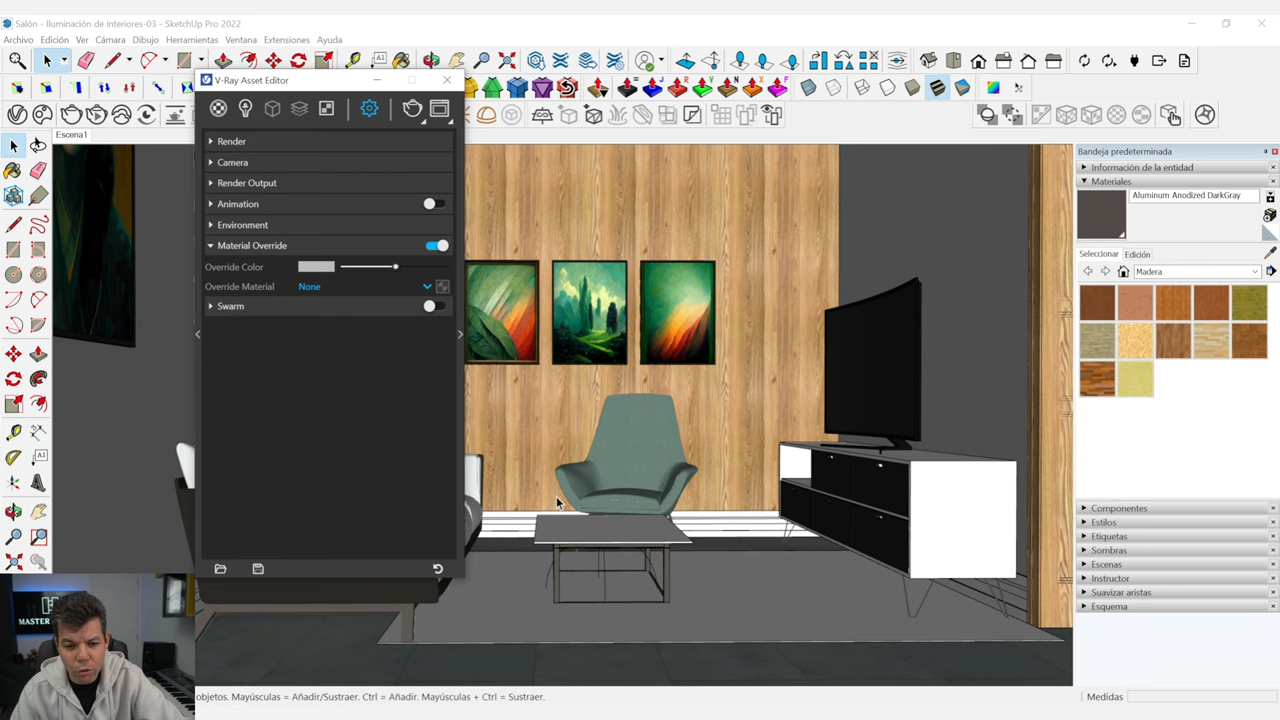 Salón - Iluminación de interiores-03 - SketchUp Pro 2022
Archivo Edición Ver Cámara Dibujo Herramientas Ventana Extensiones Ayuda
V-Ray Asset Editor
Escena1
Render
Camera
Render Output
Animation
Environment
Material Override
Override Color
Override Material None
Swarm
Bandeja predeterminada
Información de la entidad
Materiales
Aluminum Anodized DarkGray
Seleccionar Edición
Madera
Componentes
Estilos
Etiquetas
Sombras
Escenas
Instructor
Suavizar aristas
Esquema
MASTER
objetos. Mayúsculas = Añadir/Sustraer. Ctrl = Añadir. Mayúsculas + Ctrl = Sustraer.
Medidas